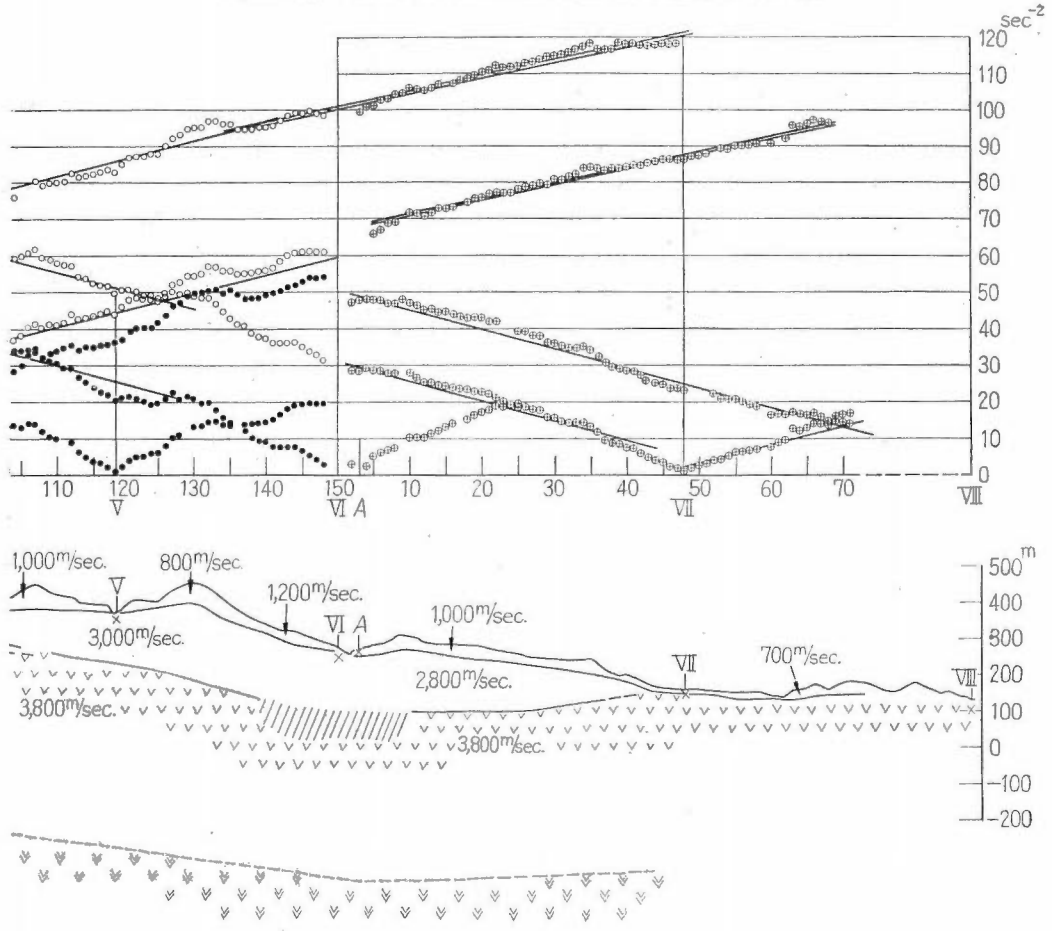 sec⁻²
120
110
100
90
80
70
60
50
40
30
20
10
0
110 120 130 140 150 10 20 30 40 50 60 70
V VI A VII VIII
1,000m/sec. 800m/sec. 500m
V 1,200m/sec. 400
VI A 1,000m/sec. 300
3,000m/sec. 2,800m/sec. VII 700m/sec. VIII 200
3,800m/sec. 100
3,800m/sec. 0
-100
-200